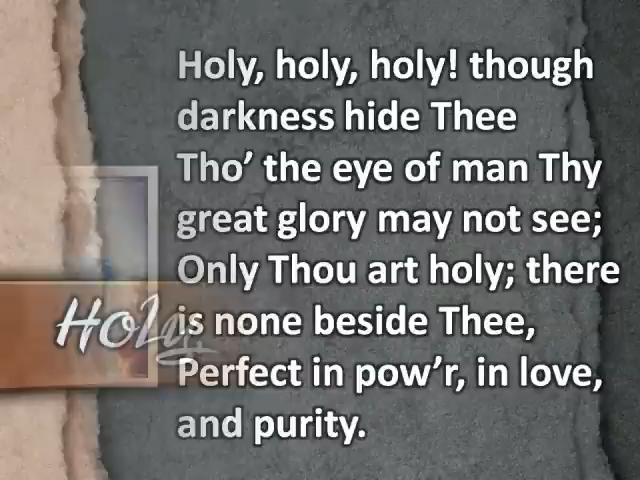 Holy, holy, holy! though
darkness hide Thee
Tho’ the eye of man Thy
great glory may not see;
Only Thou art holy; there
is none beside Thee,
Perfect in pow’r, in love,
and purity.
Holy